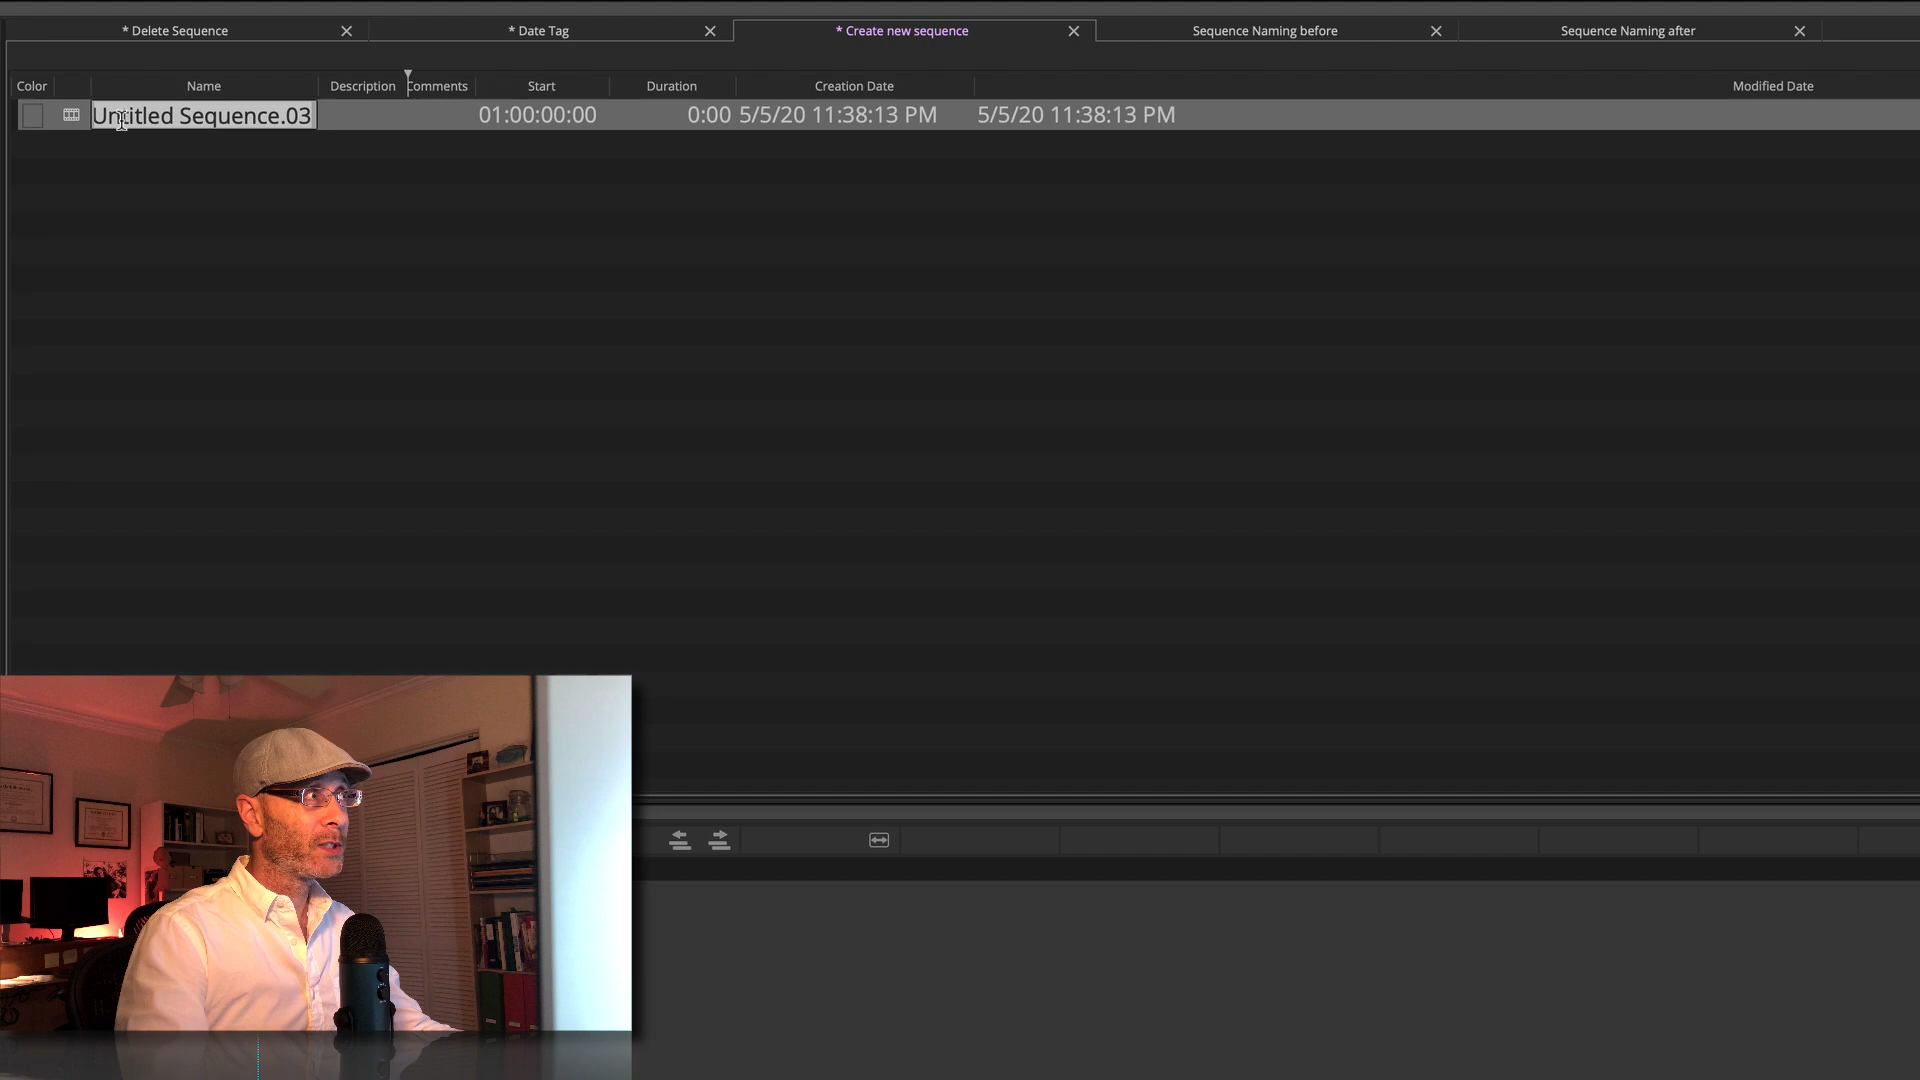 * Delete Sequence
* Date Tag
* Create new sequence
Sequence Naming before
Sequence Naming after
Color Name Description Comments Start Duration Creation Date Modified Date
Untitled Sequence.03 01:00:00:00 0:00 5/5/20 11:38:13 PM 5/5/20 11:38:13 PM